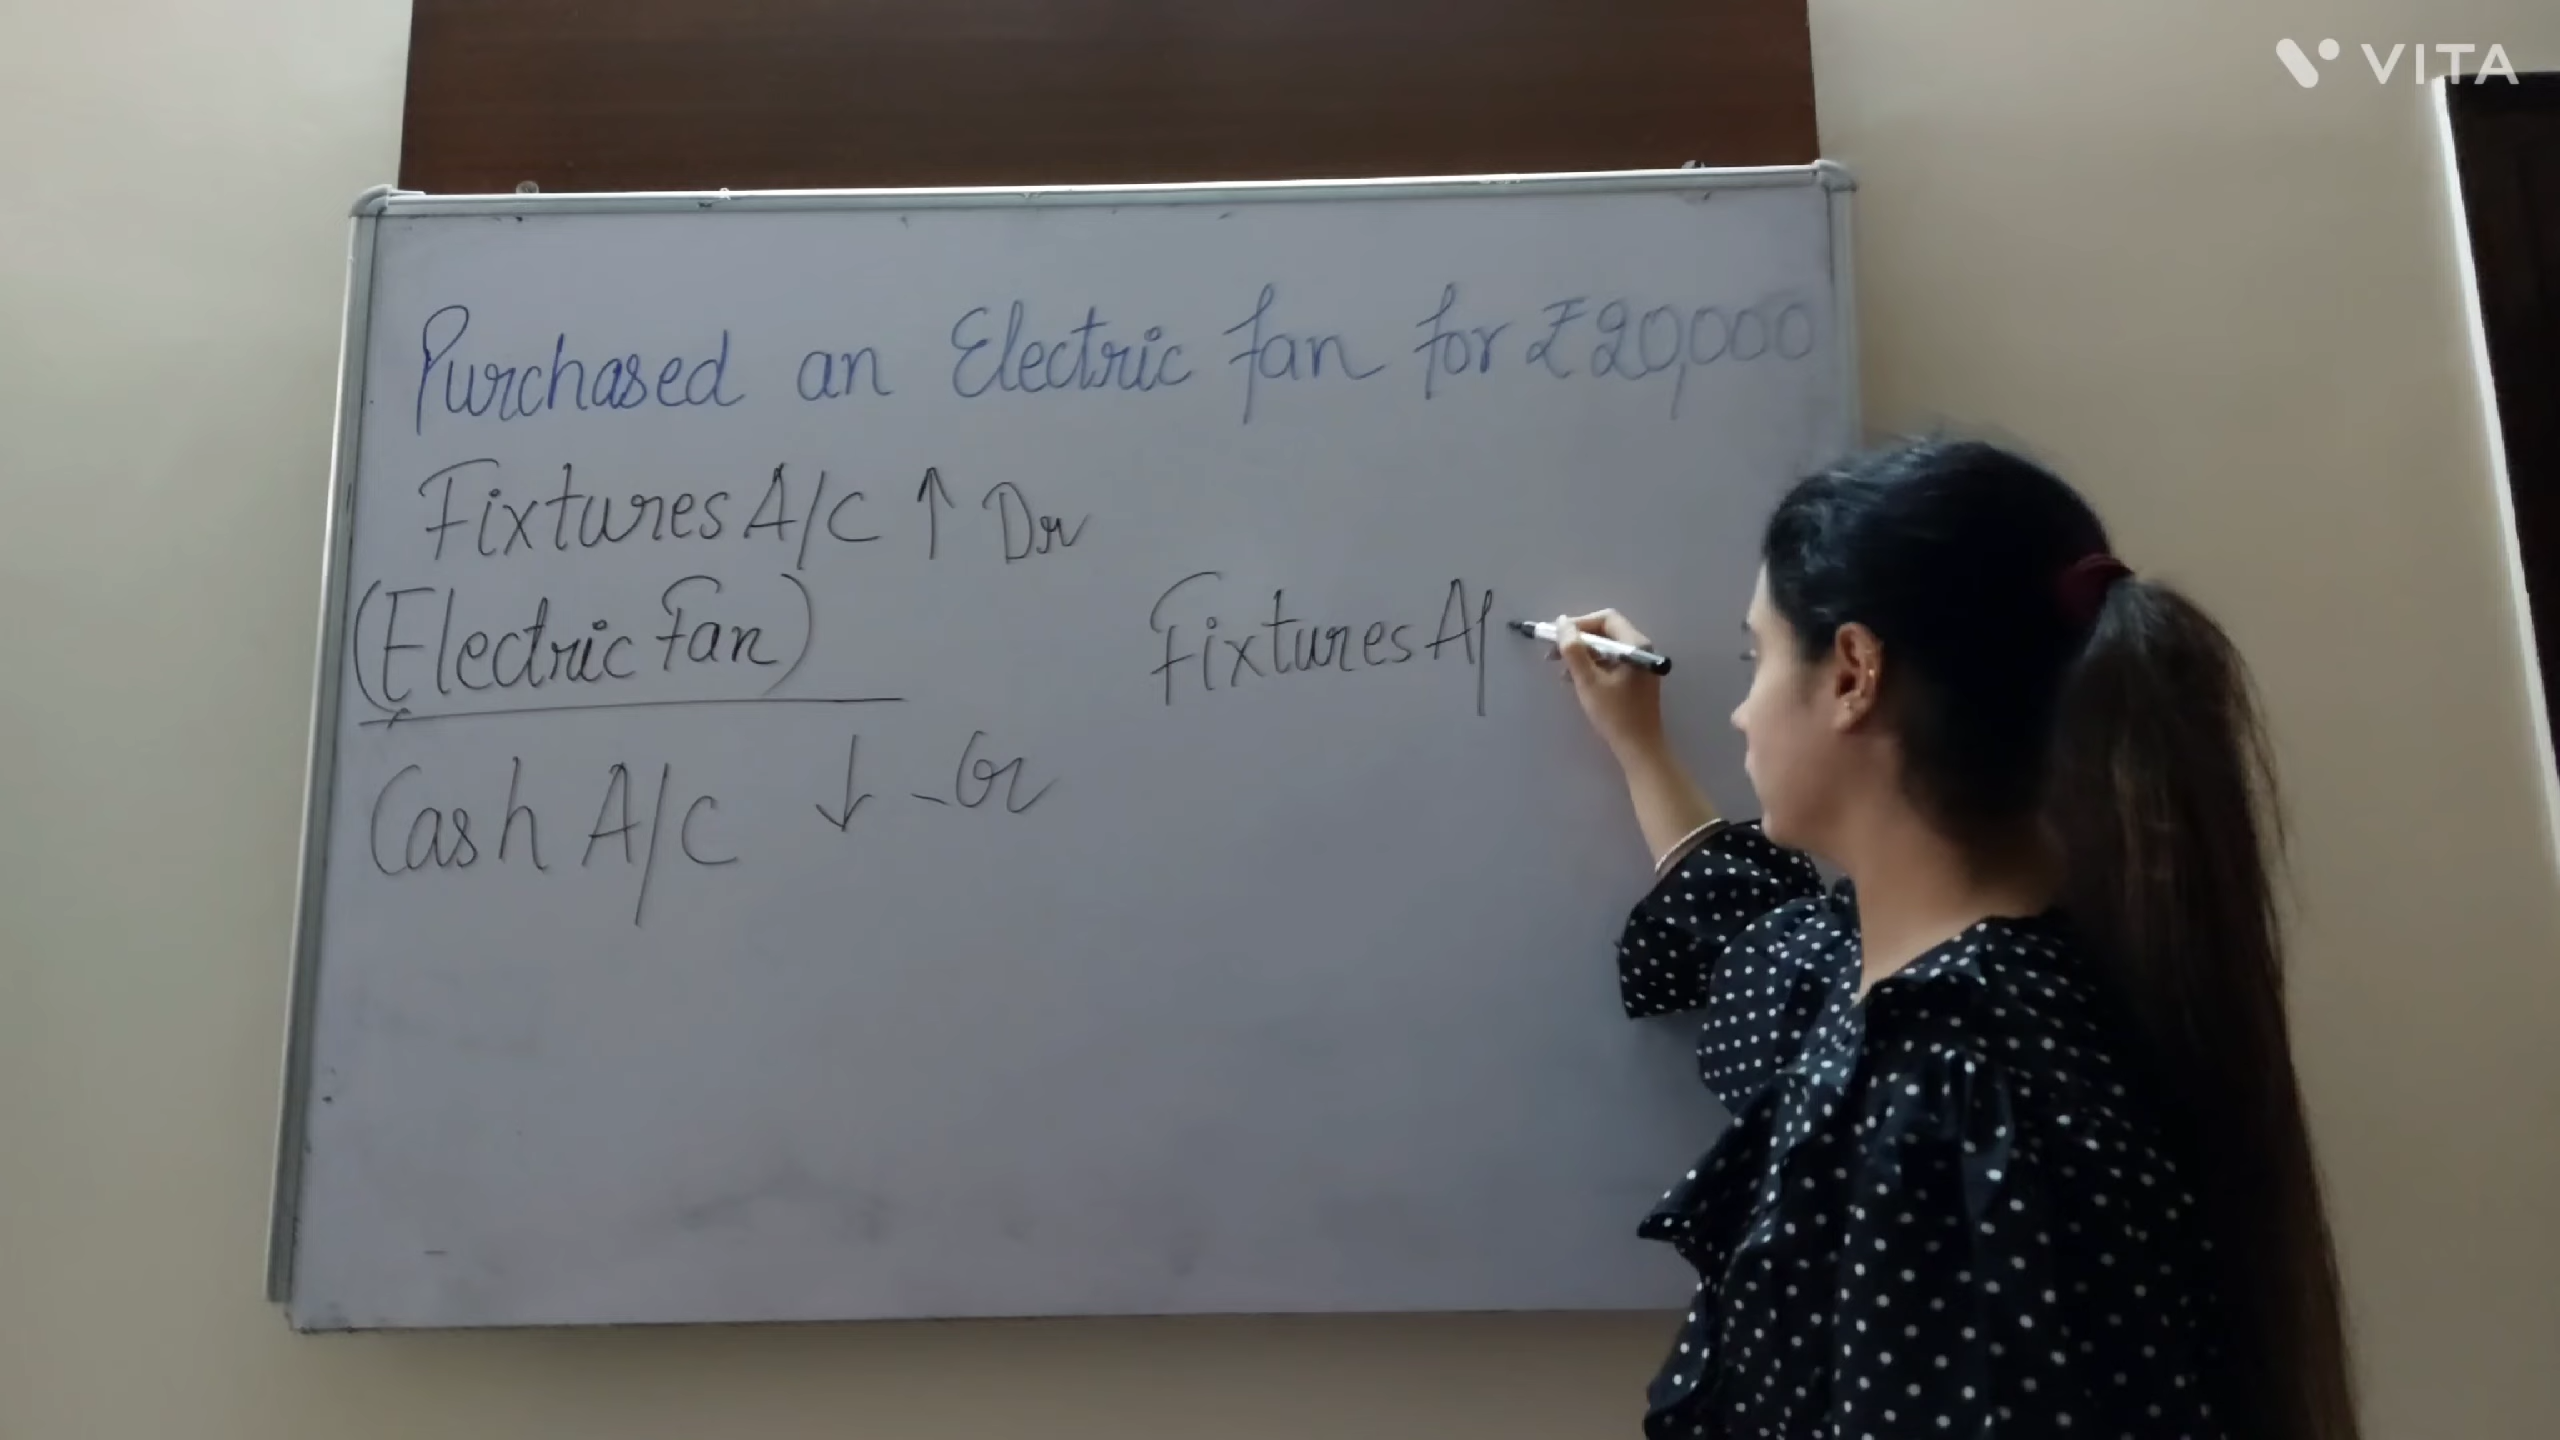 VITA
Purchased an Electric fan for ₹20,000
Fixtures A/C ↑ Dr
(Electric Fan)
Fixtures A/
Cash A/C ↓ - Cr